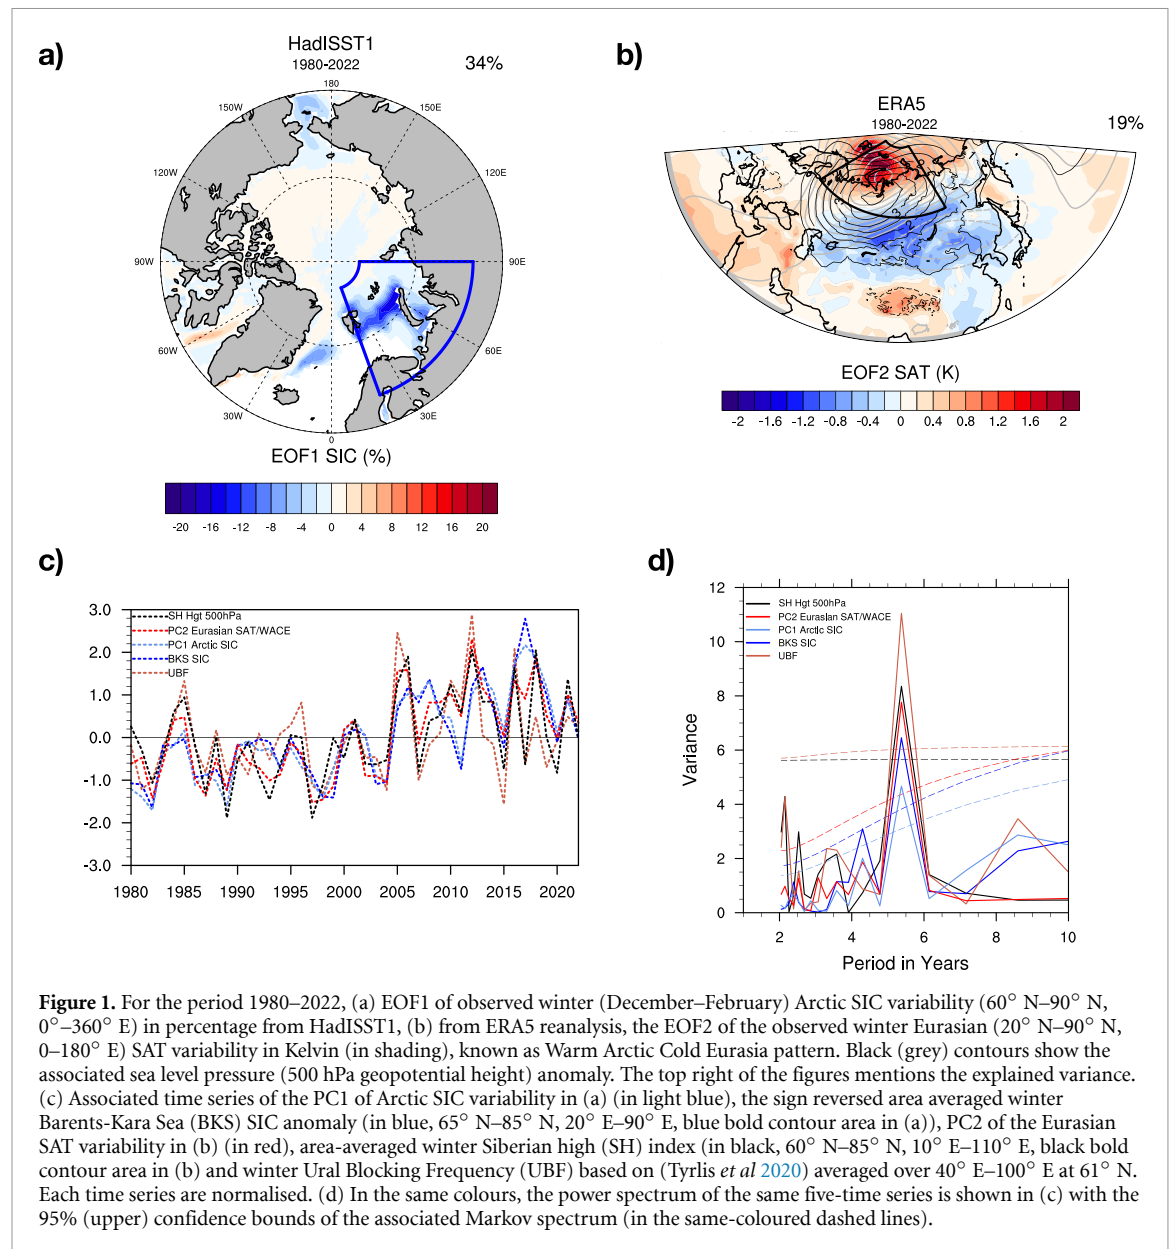 a)
HadISST1
1980-2022
34%
180
150W
150E
120W
120E
90W
90E
60W
60E
30W
30E
0
EOF1 SIC (%)
-20 -16 -12 -8 -4 0 4 8 12 16 20
b)
ERA5
1980-2022
19%
EOF2 SAT (K)
-2 -1.6 -1.2 -0.8 -0.4 0 0.4 0.8 1.2 1.6 2
c)
3.0
2.0
1.0
0.0
-1.0
-2.0
-3.0
SH Hgt 500hPa
PC2 Eurasian SAT/WACE
PC1 Arctic SIC
BKS SIC
UBF
1980 1985 1990 1995 2000 2005 2010 2015 2020
d)
12
10
8
6
4
2
0
Variance
SH Hgt 500hPa
PC2 Eurasian SAT/WACE
PC1 Arctic SIC
BKS SIC
UBF
2 4 6 8 10
Period in Years
Figure 1. For the period 1980–2022, (a) EOF1 of observed winter (December–February) Arctic SIC variability (60° N–90° N,
0°–360° E) in percentage from HadISST1, (b) from ERA5 reanalysis, the EOF2 of the observed winter Eurasian (20° N–90° N,
0–180° E) SAT variability in Kelvin (in shading), known as Warm Arctic Cold Eurasia pattern. Black (grey) contours show the
associated sea level pressure (500 hPa geopotential height) anomaly. The top right of the figures mentions the explained variance.
(c) Associated time series of the PC1 of Arctic SIC variability in (a) (in light blue), the sign reversed area averaged winter
Barents-Kara Sea (BKS) SIC anomaly (in blue, 65° N–85° N, 20° E–90° E, blue bold contour area in (a)), PC2 of the Eurasian
SAT variability in (b) (in red), area-averaged winter Siberian high (SH) index (in black, 60° N–85° N, 10° E–110° E, black bold
contour area in (b) and winter Ural Blocking Frequency (UBF) based on (Tyrlis et al 2020) averaged over 40° E–100° E at 61° N.
Each time series are normalised. (d) In the same colours, the power spectrum of the same five-time series is shown in (c) with the
95% (upper) confidence bounds of the associated Markov spectrum (in the same-coloured dashed lines).